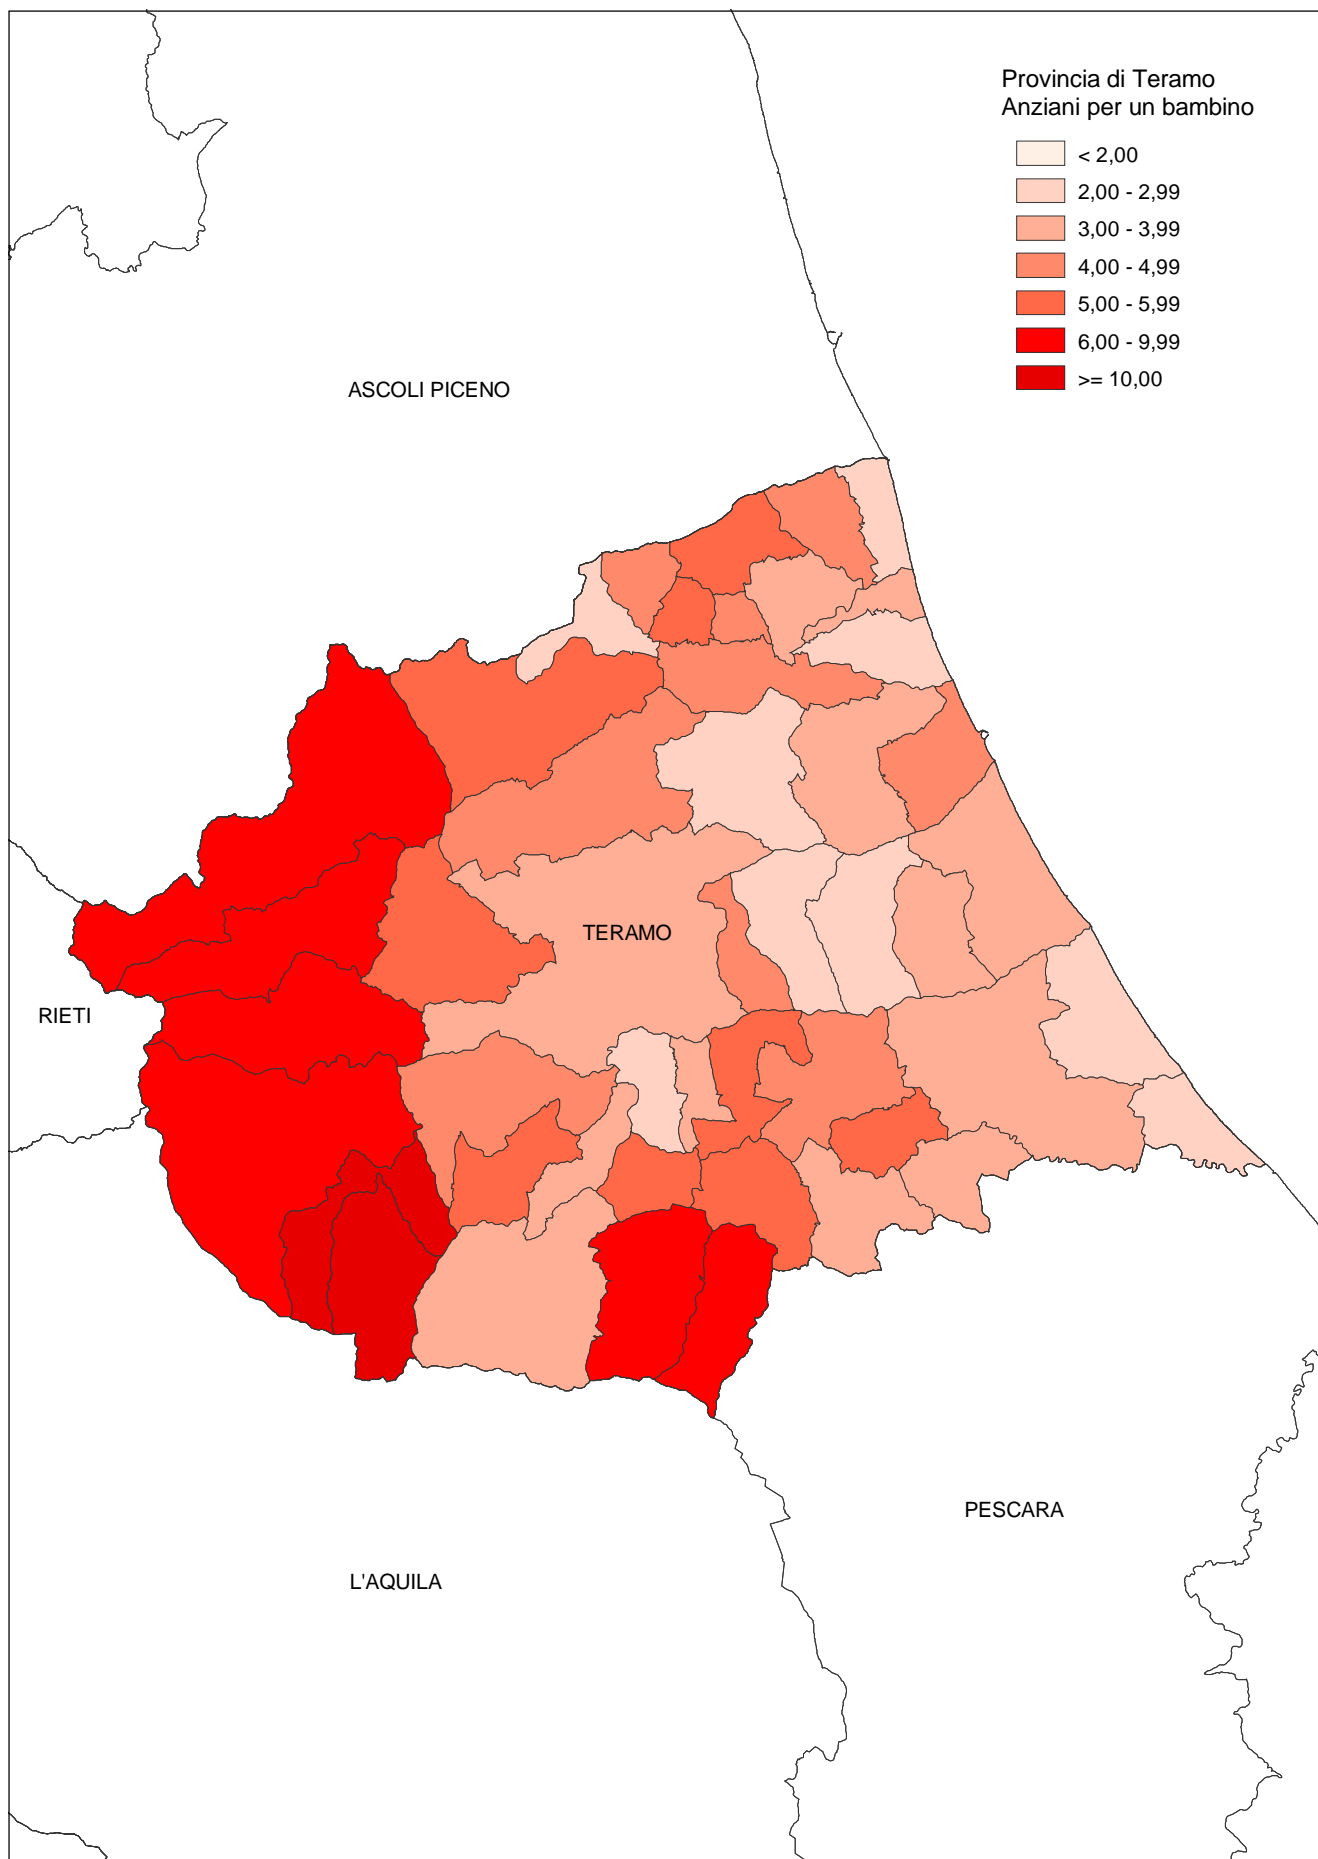 Provincia di Teramo
Anziani per un bambino
< 2,00
2,00 - 2,99
3,00 - 3,99
4,00 - 4,99
5,00 - 5,99
6,00 - 9,99
>= 10,00
ASCOLI PICENO
TERAMO
RIETI
PESCARA
L'AQUILA